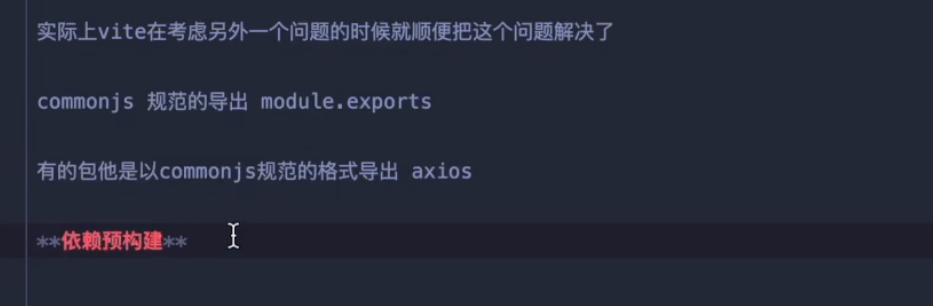 实际上vite在考虑另外一个问题的时候就顺便把这个问题解决了
commonjs 规范的导出 module.exports
有的包他是以commonjs规范的格式导出 axios
**依赖预构建**